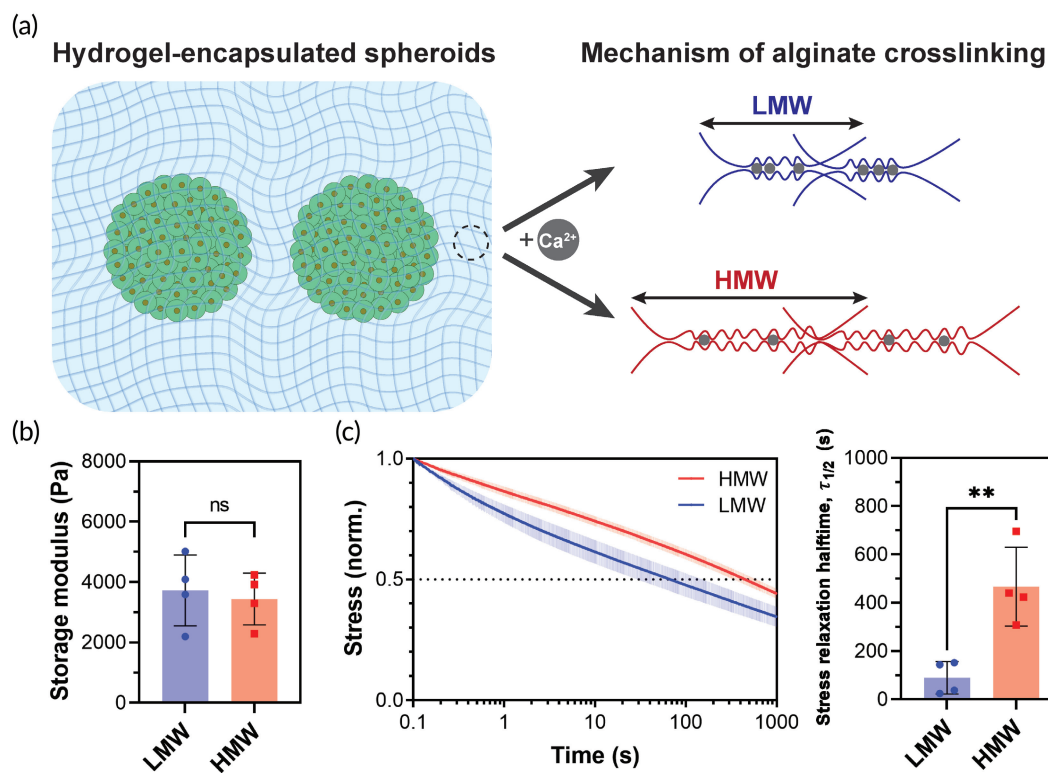 (a)
Hydrogel-encapsulated spheroids
Mechanism of alginate crosslinking
LMW
+ Ca²⁺
HMW
(b)
Storage modulus (Pa)
8000
6000
4000
2000
0
ns
LMW
HMW
(c)
Stress (norm.)
1.0
0.5
0.0
HMW
LMW
0.1
1
10
100
1000
Time (s)
Stress relaxation halftime, τ1/2 (s)
1000
800
600
400
200
0
**
LMW
HMW